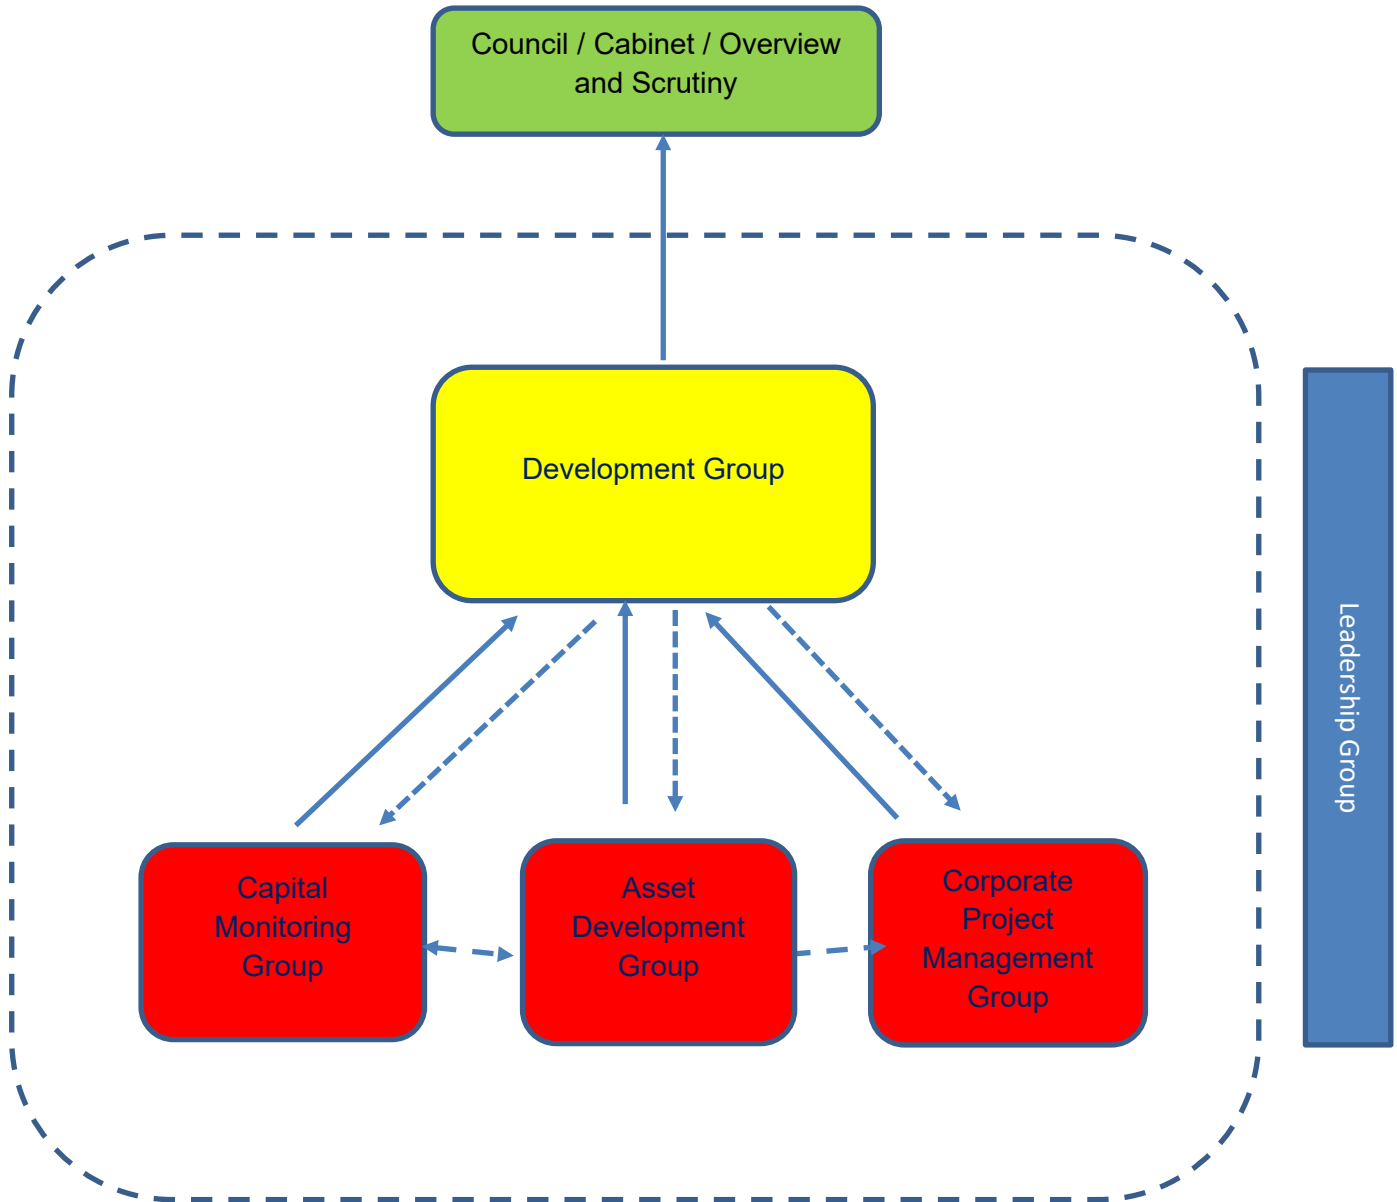 Council / Cabinet / Overview
and Scrutiny
Development Group
Leadership Group
Capital
Monitoring
Group
Asset
Development
Group
Corporate
Project
Management
Group